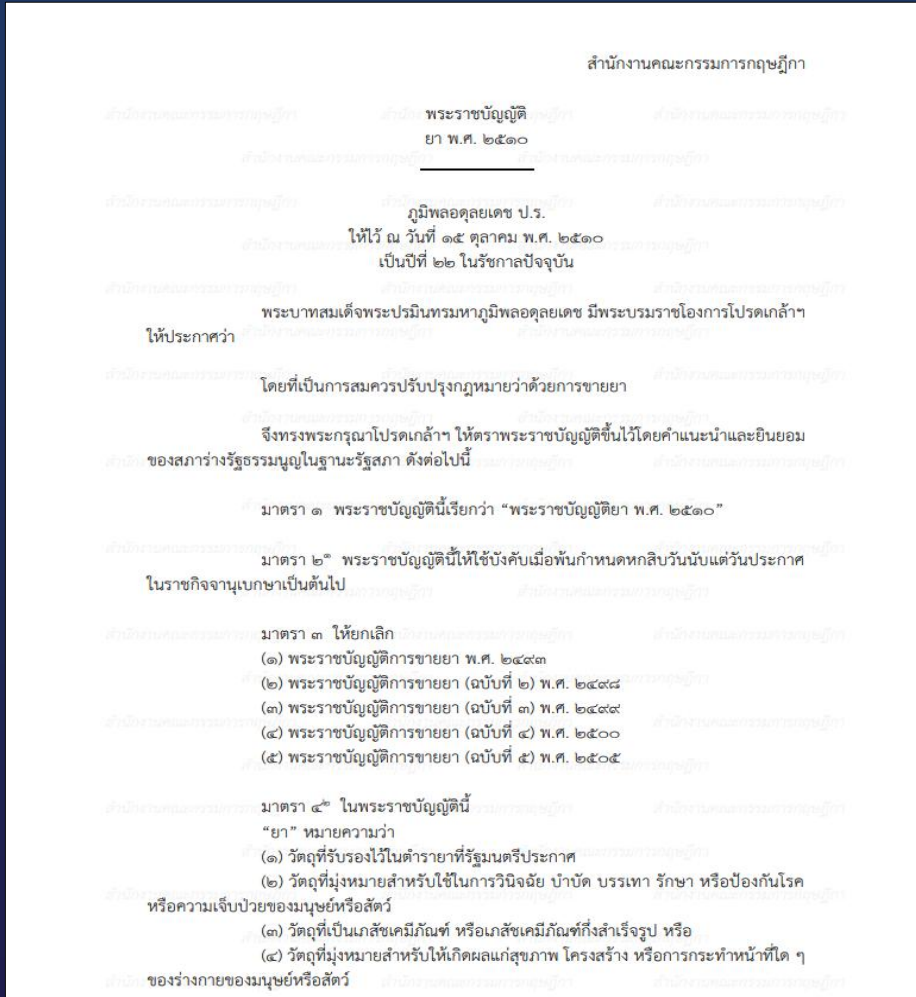 สำนักงานคณะกรรมการกฤษฎีกา
พระราชบัญญัติ
ยา พ.ศ. ๒๕๑๐
ภูมิพลอดุลยเดช ป.ร.
ให้ไว้ ณ วันที่ ๑๕ ตุลาคม พ.ศ. ๒๕๑๐
เป็นปีที่ ๒๒ ในรัชกาลปัจจุบัน
พระบาทสมเด็จพระปรมินทรมหาภูมิพลอดุลยเดช มีพระบรมราชโองการโปรดเกล้าฯ
ให้ประกาศว่า
โดยที่เป็นการสมควรปรับปรุงกฎหมายว่าด้วยการขายยา
จึงทรงพระกรุณาโปรดเกล้าฯ ให้ตราพระราชบัญญัติขึ้นไว้โดยคำแนะนำและยินยอม
ของสภาร่างรัฐธรรมนูญในฐานะรัฐสภา ดังต่อไปนี้
มาตรา ๑ พระราชบัญญัตินี้เรียกว่า “พระราชบัญญัติยา พ.ศ. ๒๕๑๐”
มาตรา ๒๑ พระราชบัญญัตินี้ให้ใช้บังคับเมื่อพ้นกำหนดหกสิบวันนับแต่วันประกาศ
ในราชกิจจานุเบกษาเป็นต้นไป
มาตรา ๓ ให้ยกเลิก
(๑) พระราชบัญญัติการขายยา พ.ศ. ๒๔๙๓
(๒) พระราชบัญญัติการขายยา (ฉบับที่ ๒) พ.ศ. ๒๔๙๘
(๓) พระราชบัญญัติการขายยา (ฉบับที่ ๓) พ.ศ. ๒๔๙๙
(๔) พระราชบัญญัติการขายยา (ฉบับที่ ๔) พ.ศ. ๒๕๐๐
(๕) พระราชบัญญัติการขายยา (ฉบับที่ ๕) พ.ศ. ๒๕๐๕
มาตรา ๔๒ ในพระราชบัญญัตินี้
“ยา” หมายความว่า
(๑) วัตถุที่รับรองไว้ในตำรายาที่รัฐมนตรีประกาศ
(๒) วัตถุที่มุ่งหมายสำหรับใช้ในการวินิจฉัย บำบัด บรรเทา รักษา หรือป้องกันโรค
หรือความเจ็บป่วยของมนุษย์หรือสัตว์
(๓) วัตถุที่เป็นเภสัชเคมีภัณฑ์ หรือเภสัชเคมีภัณฑ์กึ่งสำเร็จรูป หรือ
(๔) วัตถุที่มุ่งหมายสำหรับให้เกิดผลแก่สุขภาพ โครงสร้าง หรือการกระทำหน้าที่ใด ๆ
ของร่างกายของมนุษย์หรือสัตว์